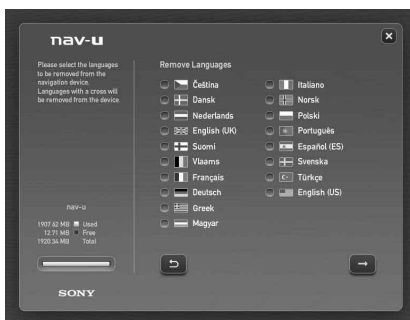 nav-u
Please select the languages
to be removed from the
navigation device.
Languages with a cross will
be removed from the device.
Remove Languages
Čeština
Dansk
Nederlands
English (UK)
Suomi
Vlaams
Français
Deutsch
Greek
Magyar
Italiano
Norsk
Polski
Português
Español (ES)
Svenska
Türkçe
English (US)
nav-u
1907.62 MB Used
12.71 MB Free
1920.34 MB Total
SONY